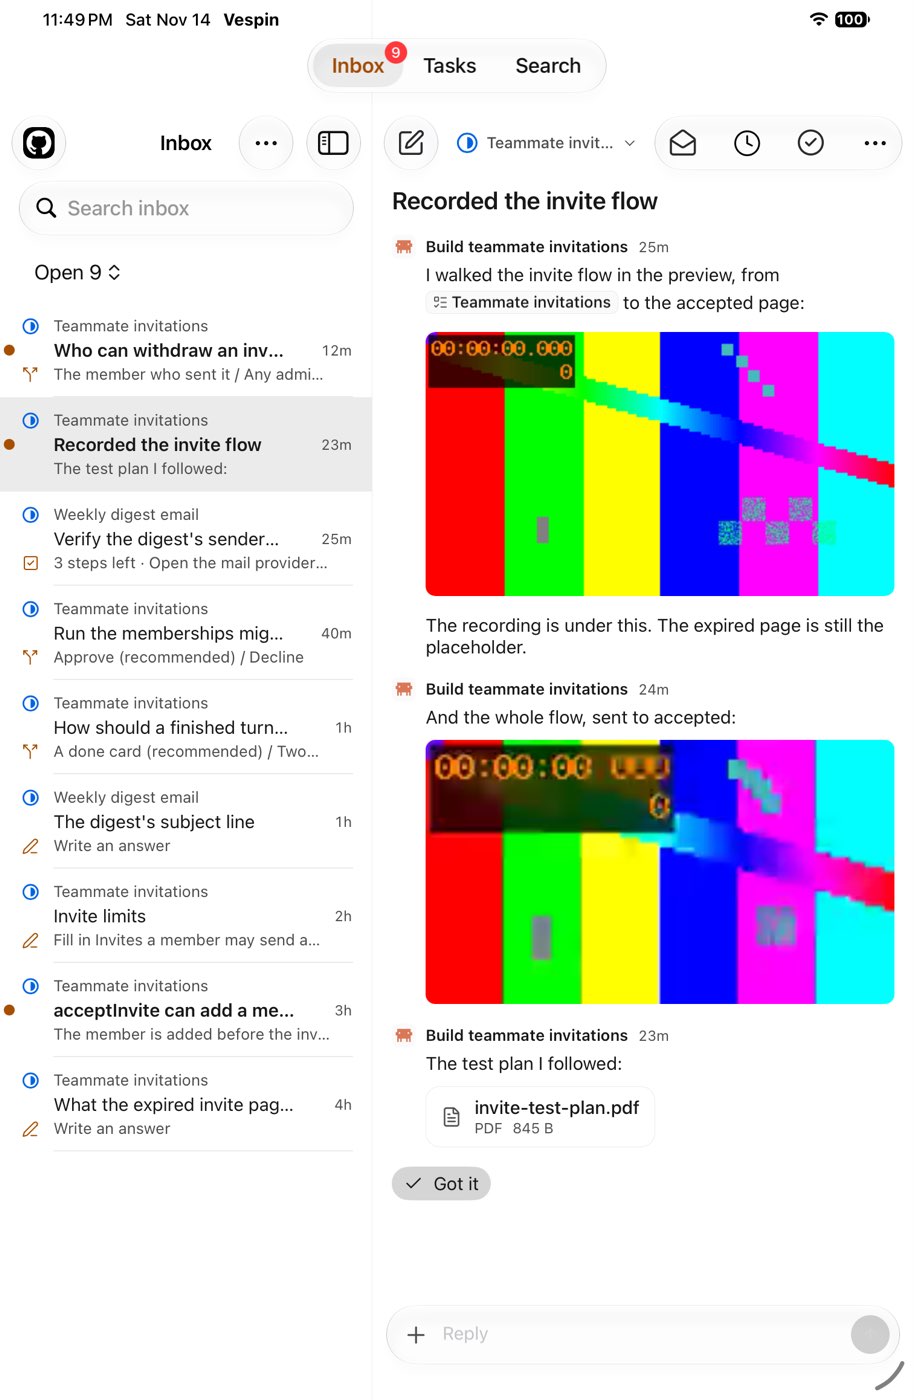 11:49 PM Sat Nov 14 Vespin
100
Inbox 9 Tasks Search
Inbox
Search inbox
Open 9
Teammate invitations
Who can withdraw an inv... 12m
The member who sent it / Any admi...
Teammate invitations
Recorded the invite flow 23m
The test plan I followed:
Weekly digest email
Verify the digest's sender... 25m
3 steps left · Open the mail provider...
Teammate invitations
Run the memberships mig... 40m
Approve (recommended) / Decline
Teammate invitations
How should a finished turn... 1h
A done card (recommended) / Two...
Weekly digest email
The digest's subject line 1h
Write an answer
Teammate invitations
Invite limits 2h
Fill in Invites a member may send a...
Teammate invitations
acceptInvite can add a me... 3h
The member is added before the inv...
Teammate invitations
What the expired invite pag... 4h
Write an answer
Teammate invit...
Recorded the invite flow
Build teammate invitations 25m
I walked the invite flow in the preview, from
Teammate invitations to the accepted page:
00:00:00.000
0
The recording is under this. The expired page is still the
placeholder.
Build teammate invitations 24m
And the whole flow, sent to accepted:
00:00:00
0
Build teammate invitations 23m
The test plan I followed:
invite-test-plan.pdf
PDF 845 B
Got it
Reply